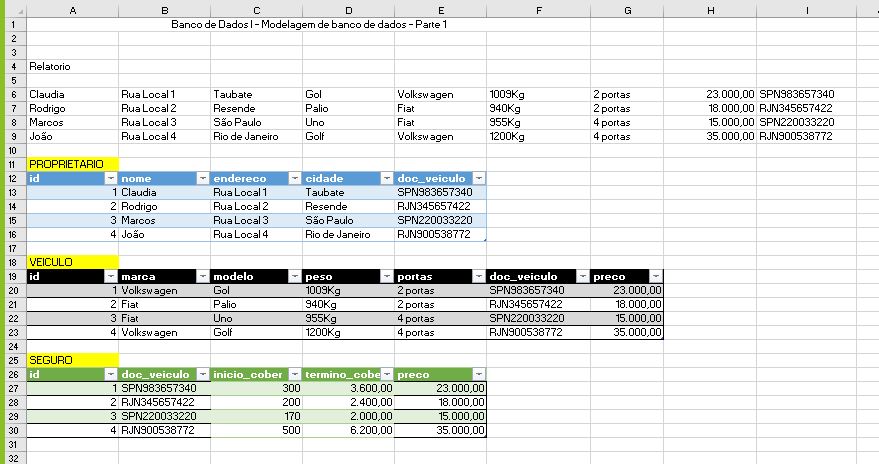 A B C D E F G H I
1 Banco de Dados I - Modelagem de banco de dados - Parte 1
2
3
4 Relatorio
5
6 Claudia Rua Local 1 Taubate Gol Volkswagen 1009Kg 2 portas 23.000,00 SPN983657340
7 Rodrigo Rua Local 2 Resende Palio Fiat 940Kg 2 portas 18.000,00 RJN345657422
8 Marcos Rua Local 3 São Paulo Uno Fiat 955Kg 4 portas 15.000,00 SPN220033220
9 João Rua Local 4 Rio de Janeiro Golf Volkswagen 1200Kg 4 portas 35.000,00 RJN900538772
10
11 PROPRIETARIO
12 id nome endereco cidade doc_veiculo
13 1 Claudia Rua Local 1 Taubate SPN983657340
14 2 Rodrigo Rua Local 2 Resende RJN345657422
15 3 Marcos Rua Local 3 São Paulo SPN220033220
16 4 João Rua Local 4 Rio de Janeiro RJN900538772
17
18 VEICULO
19 id marca modelo peso portas doc_veiculo preco
20 1 Volkswagen Gol 1009Kg 2 portas SPN983657340 23.000,00
21 2 Fiat Palio 940Kg 2 portas RJN345657422 18.000,00
22 3 Fiat Uno 955Kg 4 portas SPN220033220 15.000,00
23 4 Volkswagen Golf 1200Kg 4 portas RJN900538772 35.000,00
24
25 SEGURO
26 id doc_veiculo inicio_cober termino_cobe preco
27 1 SPN983657340 300 3.600,00 23.000,00
28 2 RJN345657422 200 2.400,00 18.000,00
29 3 SPN220033220 170 2.000,00 15.000,00
30 4 RJN900538772 500 6.200,00 35.000,00
31
32